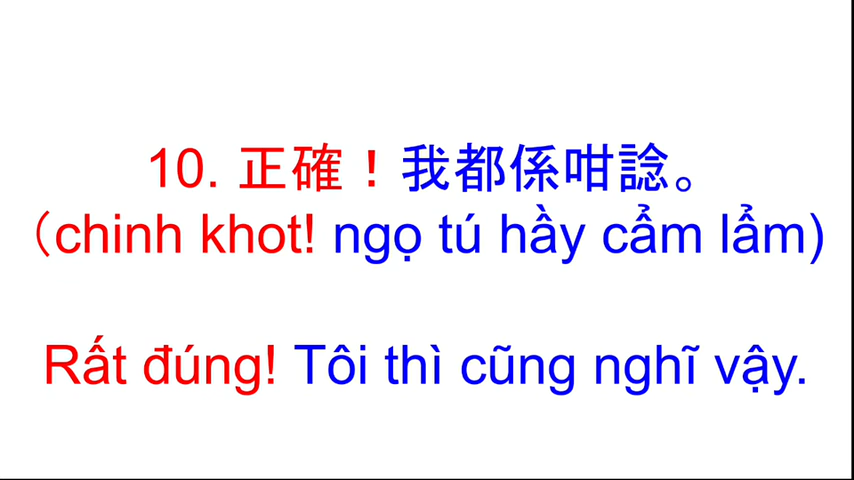 10. 正確！我都係咁諗。
（chinh khot! ngọ tú hầy cẩm lẩm)
Rất đúng! Tôi thì cũng nghĩ vậy.